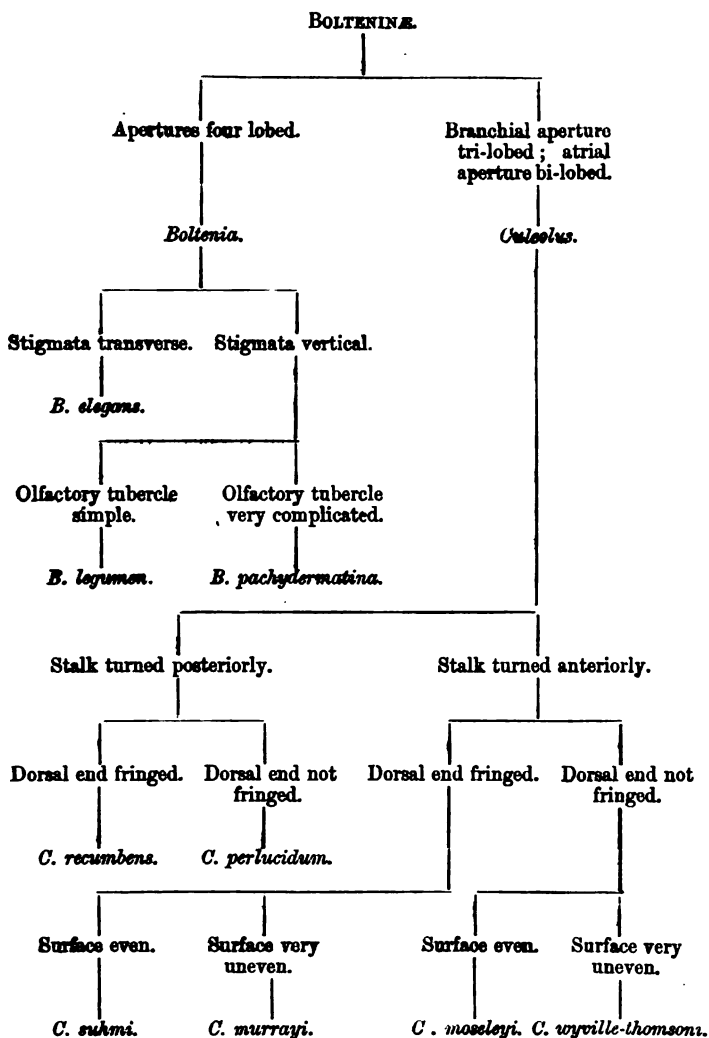 BOLTENINÆ.
Apertures four lobed.
Branchial aperture
tri-lobed; atrial
aperture bi-lobed.
Boltenia.
Culeolus.
Stigmata transverse.
Stigmata vertical.
B. elegans.
Olfactory tubercle
simple.
Olfactory tubercle
very complicated.
B. legumen.
B. pachydermatina.
Stalk turned posteriorly.
Stalk turned anteriorly.
Dorsal end fringed.
Dorsal end not
fringed.
Dorsal end fringed.
Dorsal end not
fringed.
C. recumbens.
C. perlucidum.
Surface even.
Surface very
uneven.
Surface even.
Surface very
uneven.
C. suhmi.
C. murrayi.
C. moseleyi.
C. wyville-thomsoni.